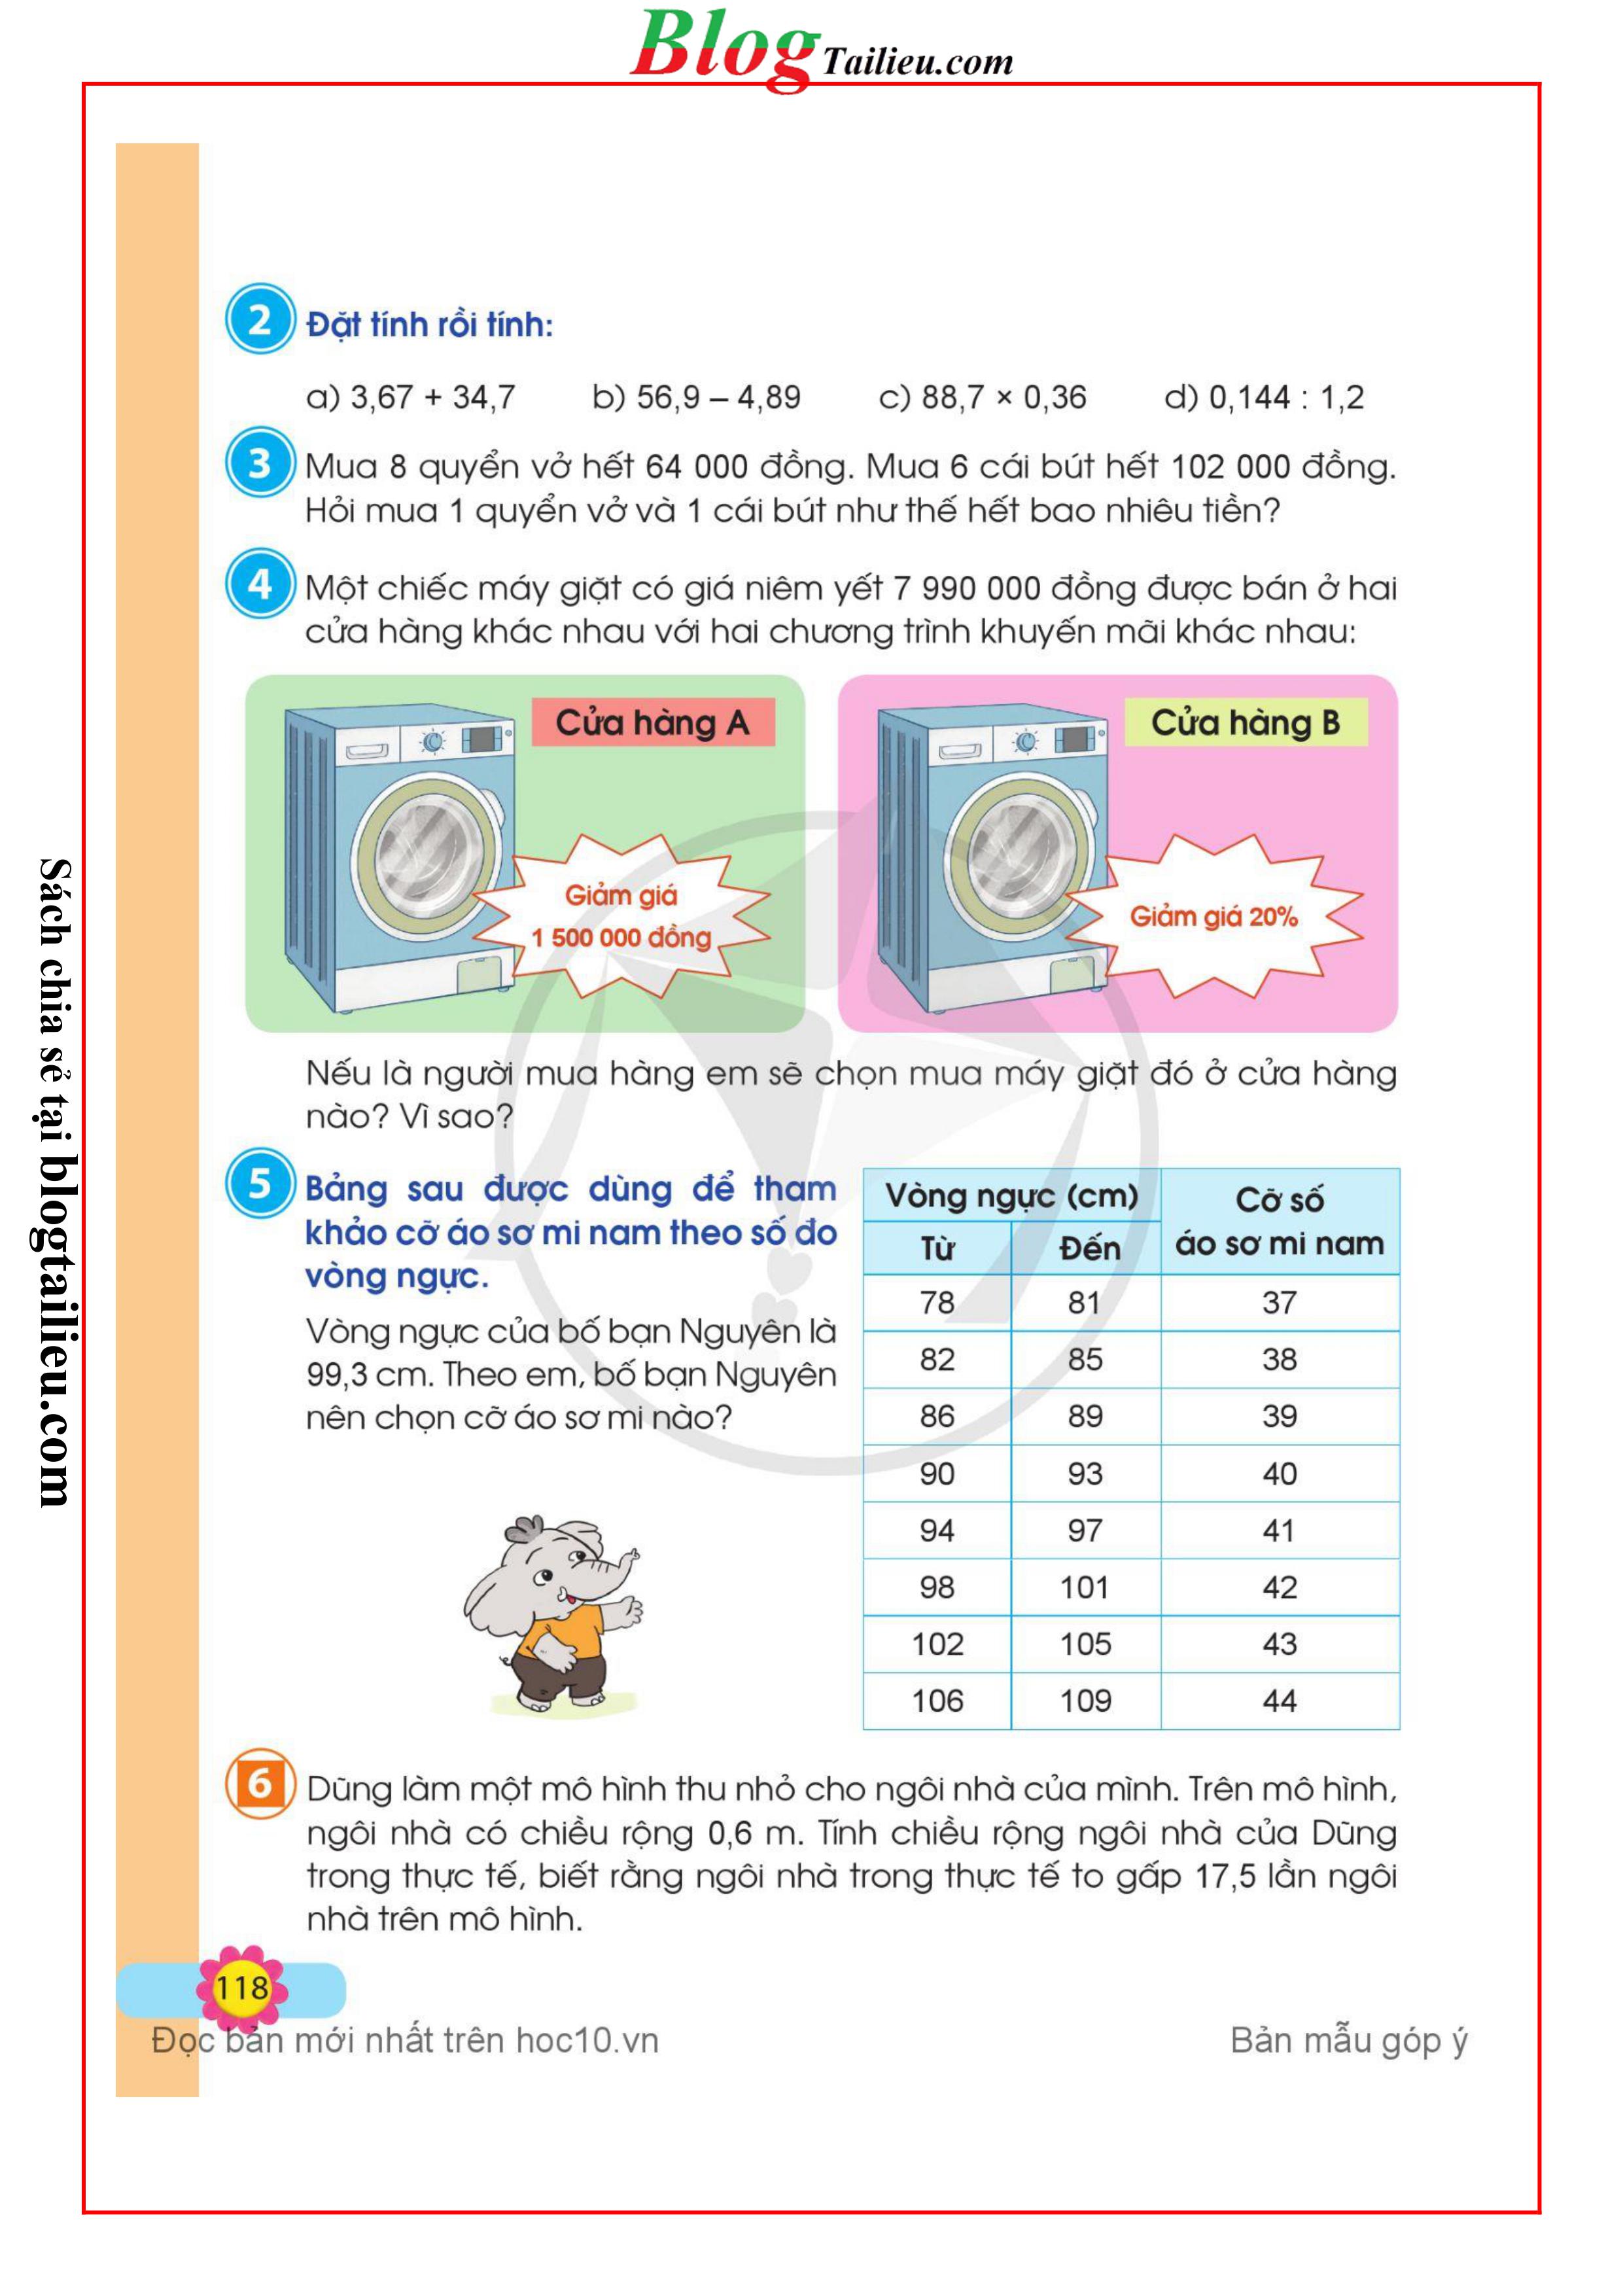 Blog Tailieu.com
Sách chia sẻ tại blogtailieu.com
2 Đặt tính rồi tính:
a) 3,67 + 34,7 b) 56,9 – 4,89 c) 88,7 × 0,36 d) 0,144 : 1,2
3 Mua 8 quyển vở hết 64 000 đồng. Mua 6 cái bút hết 102 000 đồng.
Hỏi mua 1 quyển vở và 1 cái bút như thế hết bao nhiêu tiền?
4 Một chiếc máy giặt có giá niêm yết 7 990 000 đồng được bán ở hai
cửa hàng khác nhau với hai chương trình khuyến mãi khác nhau:
Cửa hàng A
Giảm giá
1 500 000 đồng
Cửa hàng B
Giảm giá 20%
Nếu là người mua hàng em sẽ chọn mua máy giặt đó ở cửa hàng
nào? Vì sao?
5 Bảng sau được dùng để tham
khảo cỡ áo sơ mi nam theo số đo
vòng ngực.
Vòng ngực của bố bạn Nguyên là
99,3 cm. Theo em, bố bạn Nguyên
nên chọn cỡ áo sơ mi nào?
Vòng ngực (cm) Cỡ số
Từ Đến áo sơ mi nam
78 81 37
82 85 38
86 89 39
90 93 40
94 97 41
98 101 42
102 105 43
106 109 44
6 Dũng làm một mô hình thu nhỏ cho ngôi nhà của mình. Trên mô hình,
ngôi nhà có chiều rộng 0,6 m. Tính chiều rộng ngôi nhà của Dũng
trong thực tế, biết rằng ngôi nhà trong thực tế to gấp 17,5 lần ngôi
nhà trên mô hình.
118
Đọc bản mới nhất trên hoc10.vn Bản mẫu góp ý